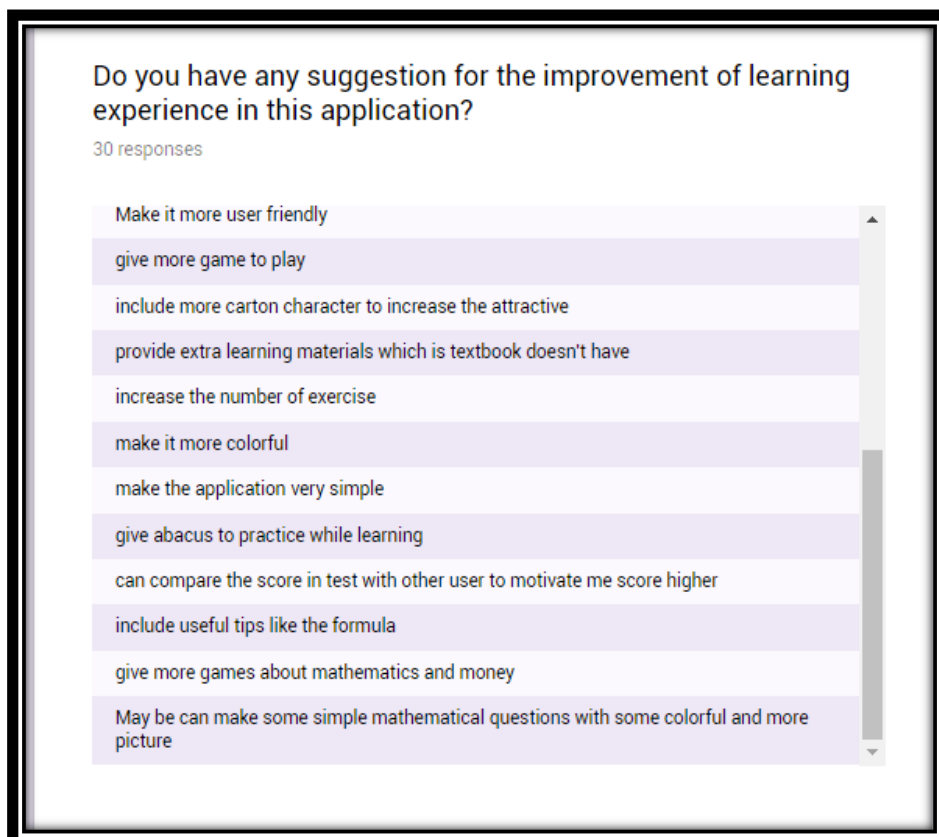 Do you have any suggestion for the improvement of learning
experience in this application?
30 responses
Make it more user friendly
give more game to play
include more carton character to increase the attractive
provide extra learning materials which is textbook doesn't have
increase the number of exercise
make it more colorful
make the application very simple
give abacus to practice while learning
can compare the score in test with other user to motivate me score higher
include useful tips like the formula
give more games about mathematics and money
May be can make some simple mathematical questions with some colorful and more
picture